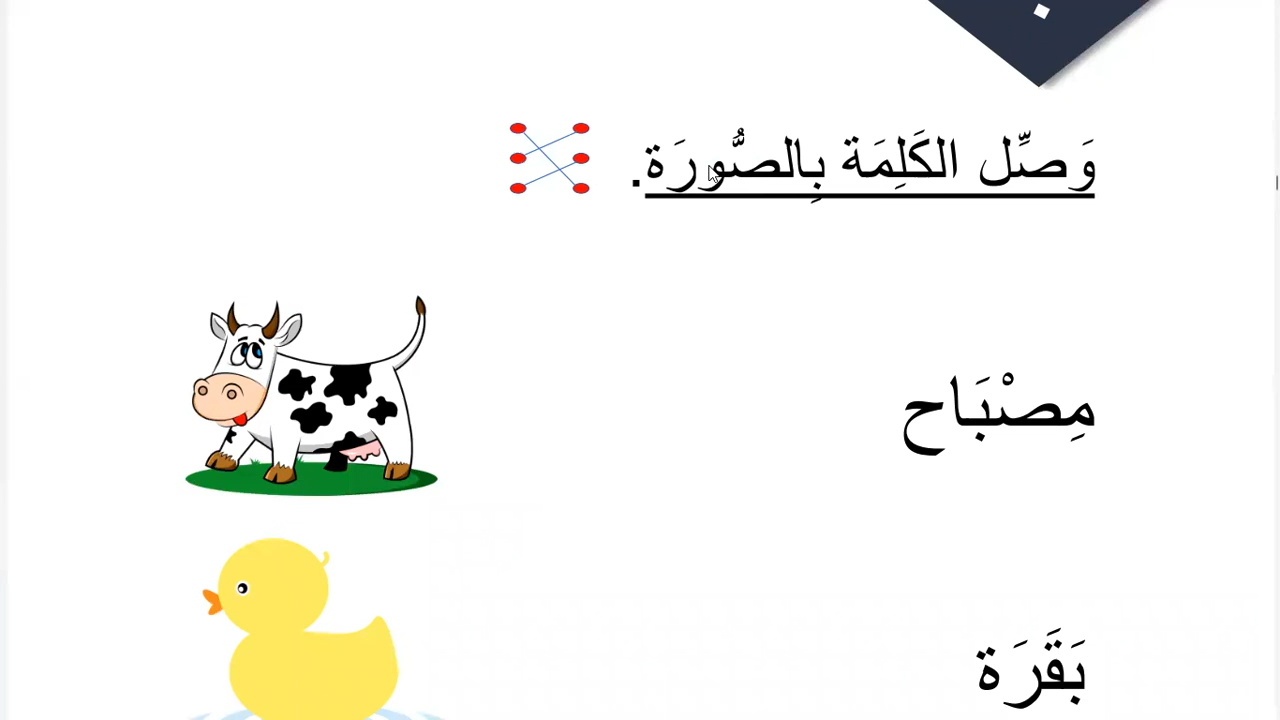 وَصِّل الكَلِمَة بِالصُّورَة.
مِصْبَاح
بَقَرَة